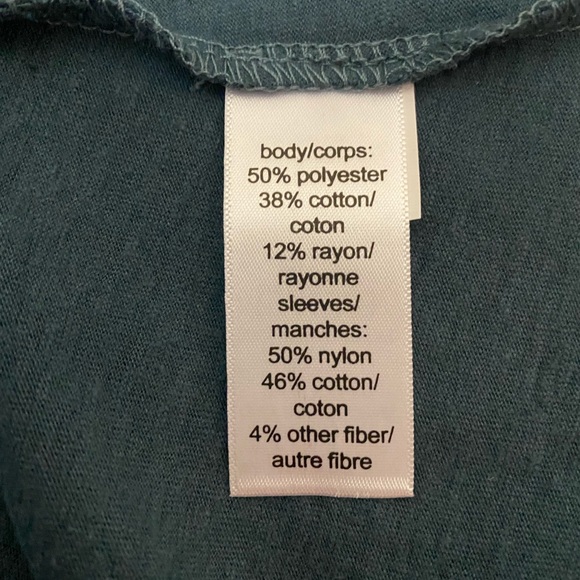 body/corps:
50% polyester
38% cotton/
coton
12% rayon/
rayonne
sleeves/
manches:
50% nylon
46% cotton/
coton
4% other fiber/
autre fibre